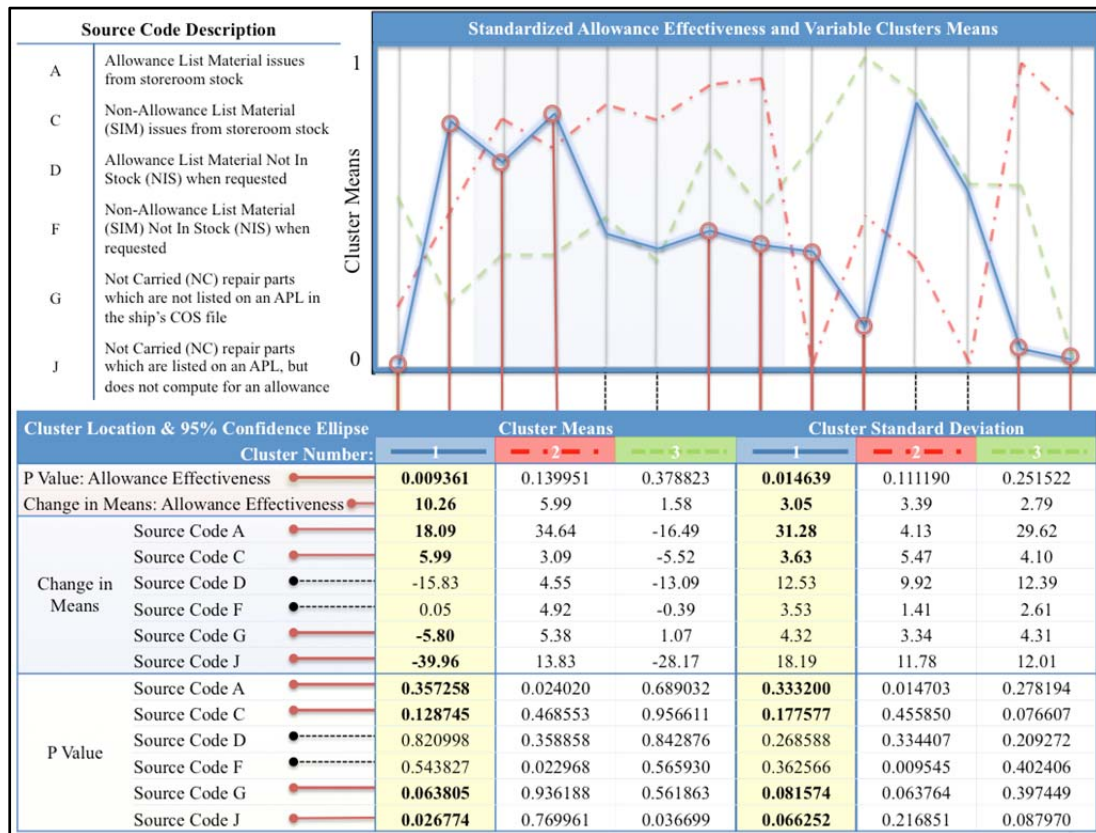 Source Code Description
A
Allowance List Material issues
from storeroom stock
C
Non-Allowance List Material
(SIM) issues from storeroom stock
D
Allowance List Material Not In
Stock (NIS) when requested
F
Non-Allowance List Material
(SIM) Not In Stock (NIS) when
requested
G
Not Carried (NC) repair parts
which are not listed on an APL in
the ship's COS file
J
Not Carried (NC) repair parts
which are listed on an APL, but
does not compute for an allowance
Standardized Allowance Effectiveness and Variable Clusters Means
1
Cluster Means
0
Cluster Location & 95% Confidence Ellipse Cluster Means Cluster Standard Deviation
Cluster Number: 1 2 3 1 2 3
P Value: Allowance Effectiveness 0.009361 0.139951 0.378823 0.014639 0.111190 0.251522
Change in Means: Allowance Effectiveness 10.26 5.99 1.58 3.05 3.39 2.79
Change in Means
Source Code A 18.09 34.64 -16.49 31.28 4.13 29.62
Source Code C 5.99 3.09 -5.52 3.63 5.47 4.10
Source Code D -15.83 4.55 -13.09 12.53 9.92 12.39
Source Code F 0.05 4.92 -0.39 3.53 1.41 2.61
Source Code G -5.80 5.38 1.07 4.32 3.34 4.31
Source Code J -39.96 13.83 -28.17 18.19 11.78 12.01
P Value
Source Code A 0.357258 0.024020 0.689032 0.333200 0.014703 0.278194
Source Code C 0.128745 0.468553 0.956611 0.177577 0.455850 0.076607
Source Code D 0.820998 0.358858 0.842876 0.268588 0.334407 0.209272
Source Code F 0.543827 0.022968 0.565930 0.362566 0.009545 0.402406
Source Code G 0.063805 0.936188 0.561863 0.081574 0.063764 0.397449
Source Code J 0.026774 0.769961 0.036699 0.066252 0.216851 0.087970